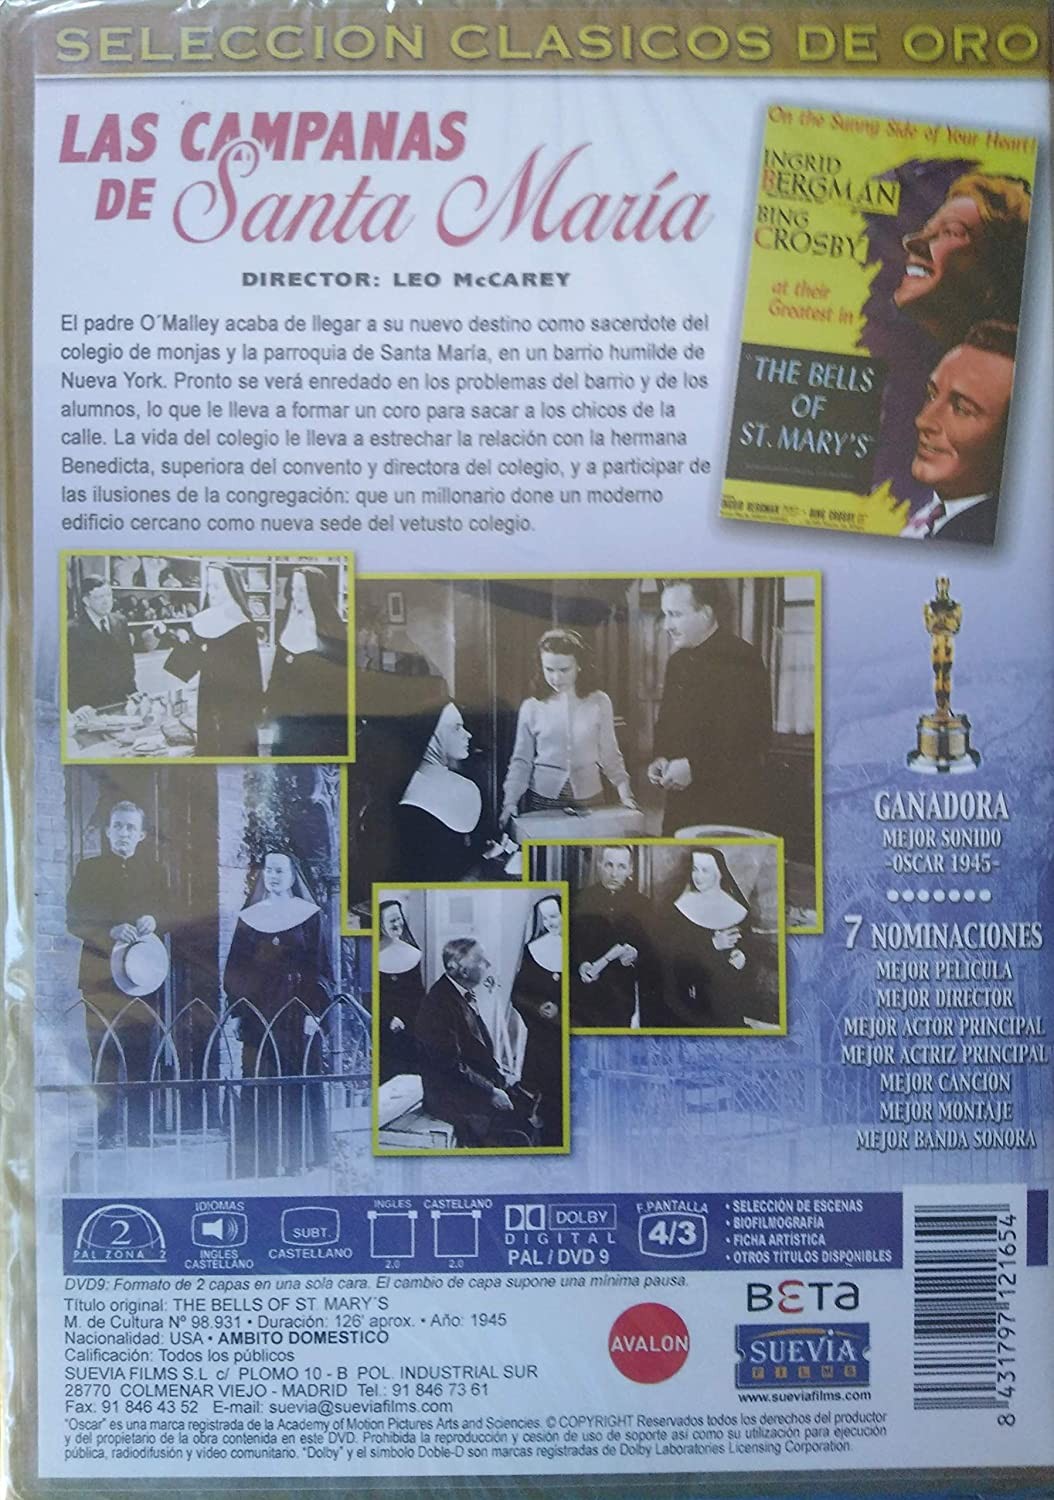 SELECCION CLASICOS DE ORO
LAS CAMPANAS
DE Santa María
DIRECTOR: LEO McCAREY
El padre O´Malley acaba de llegar a su nuevo destino como sacerdote del
colegio de monjas y la parroquia de Santa María, en un barrio humilde de
Nueva York. Pronto se verá enredado en los problemas del barrio y de los
alumnos, lo que le lleva a formar un coro para sacar a los chicos de la
calle. La vida del colegio le lleva a estrechar la relación con la hermana
Benedicta, superiora del convento y directora del colegio, y a participar de
las ilusiones de la congregación: que un millonario done un moderno
edificio cercano como nueva sede del vetusto colegio.
On the Sunny Side of Your Heart!
INGRID
BERGMAN
BING
CROSBY
at their
Greatest in
THE BELLS
OF
ST. MARY'S
INGRID BERGMAN
BING CROSBY
GANADORA
MEJOR SONIDO
-OSCAR 1945-
7 NOMINACIONES
MEJOR PELICULA
MEJOR DIRECTOR
MEJOR ACTOR PRINCIPAL
MEJOR ACTRIZ PRINCIPAL
MEJOR CANCION
MEJOR MONTAJE
MEJOR BANDA SONORA
2
PAL ZONA 2
IDIOMAS
INGLES
CASTELLANO
SUBT.
CASTELLANO
INGLES CASTELLANO
2.0 2.0
DOLBY
DIGITAL
PAL / DVD 9
F.PANTALLA
4/3
• SELECCIÓN DE ESCENAS
• BIOFILMOGRAFÍA
• FICHA ARTÍSTICA
• OTROS TITULOS DISPONIBLES
DVD9: Formato de 2 capas en una sola cara. El cambio de capa supone una mínima pausa.
Título original: THE BELLS OF ST. MARY´S
M. de Cultura Nº 98.931 • Duración: 126' aprox. • Año: 1945
Nacionalidad: USA • AMBITO DOMESTICO
Calificación: Todos los públicos
SUEVIA FILMS S.L c/ PLOMO 10 - B POL. INDUSTRIAL SUR
28770 COLMENAR VIEJO - MADRID Tel.: 91 846 73 61
Fax: 91 846 43 52 E-mail: suevia@sueviafilms.com
"Oscar" es una marca registrada de la Academy of Motion Pictures Arts and Sciencies. © COPYRIGHT Reservados todos los derechos del productor
y del propietario de la obra contenida en este DVD. Prohibida la reproducción y cesión de uso de soporte así como su utilización para ejecución
pública, radiodifusión y video comunitario. "Dolby" y el simbolo Doble-D son marcas registradas de Dolby Laboratories Licensing Corporation.
AVALON
BETA
SUEVIA
FILMS
www.sueviafilms.com
8 431797 121654